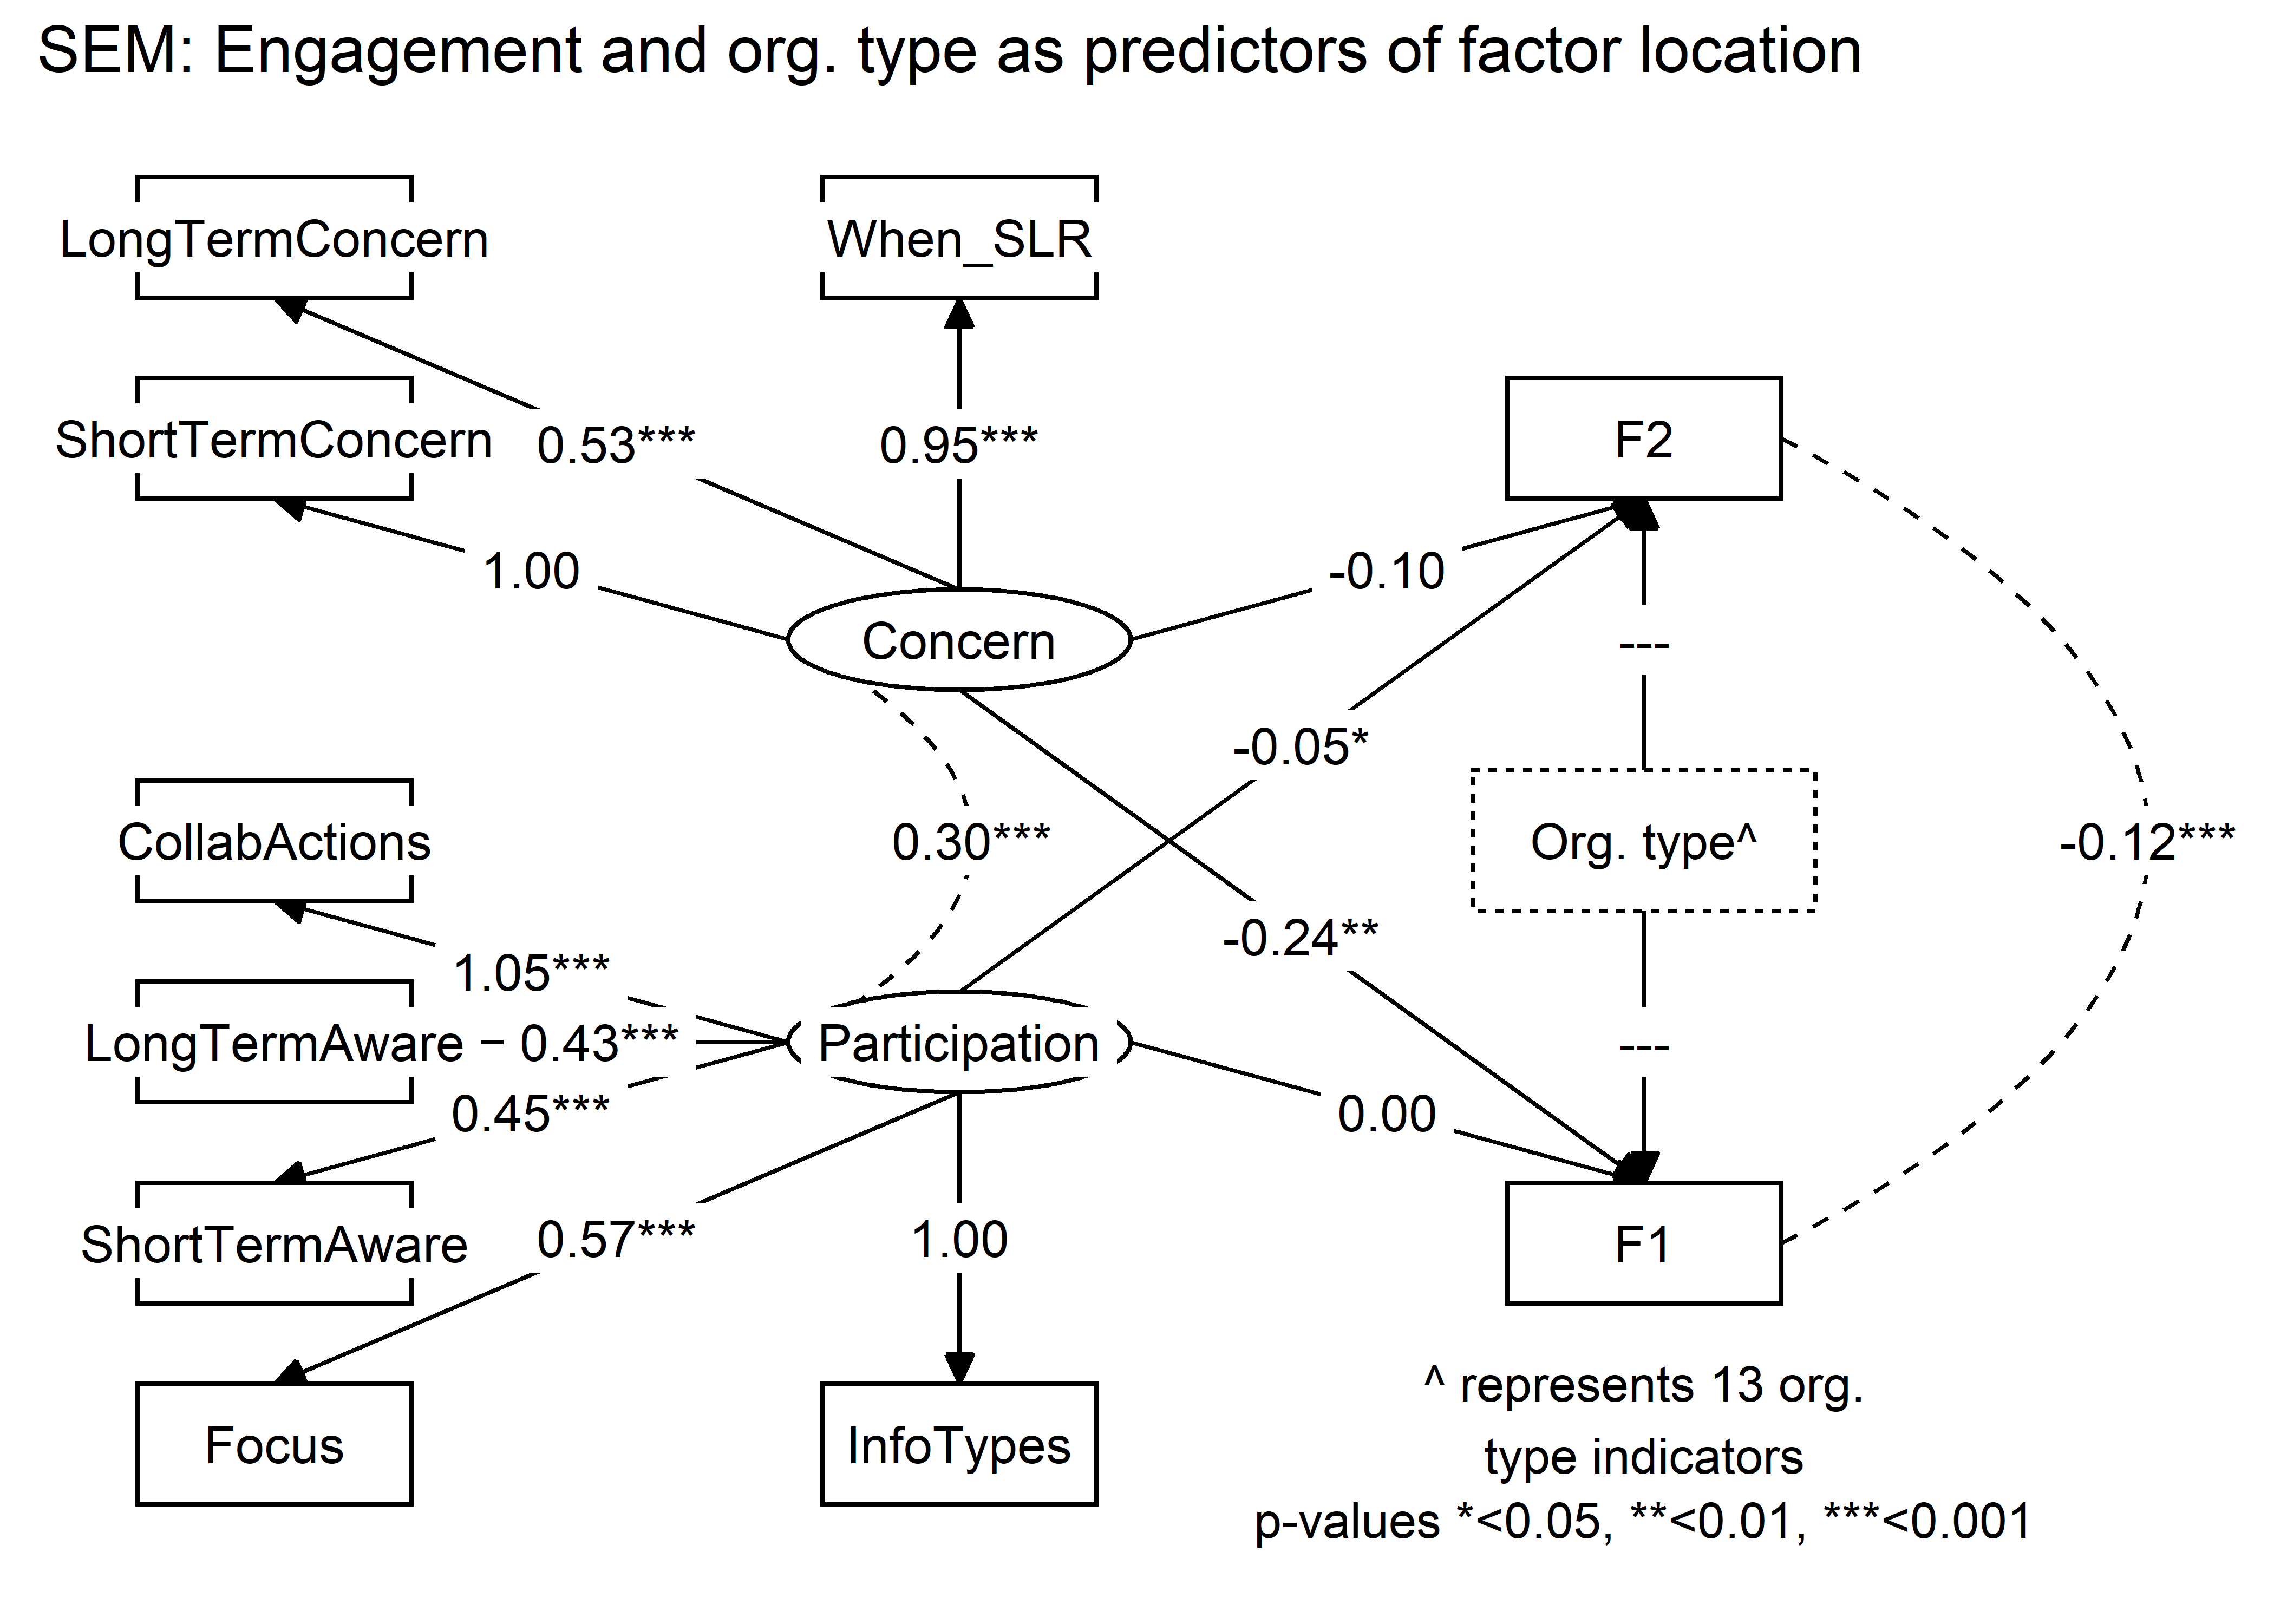 SEM: Engagement and org. type as predictors of factor location
LongTermConcern
When_SLR
ShortTermConcern
0.53***
0.95***
F2
1.00
-0.10
Concern
---
-0.05*
CollabActions
0.30***
Org. type^
-0.12***
-0.24**
1.05***
LongTermAware
0.43***
Participation
---
0.45***
0.00
ShortTermAware
0.57***
1.00
F1
Focus
InfoTypes
^ represents 13 org.
type indicators
p-values *<0.05, **<0.01, ***<0.001